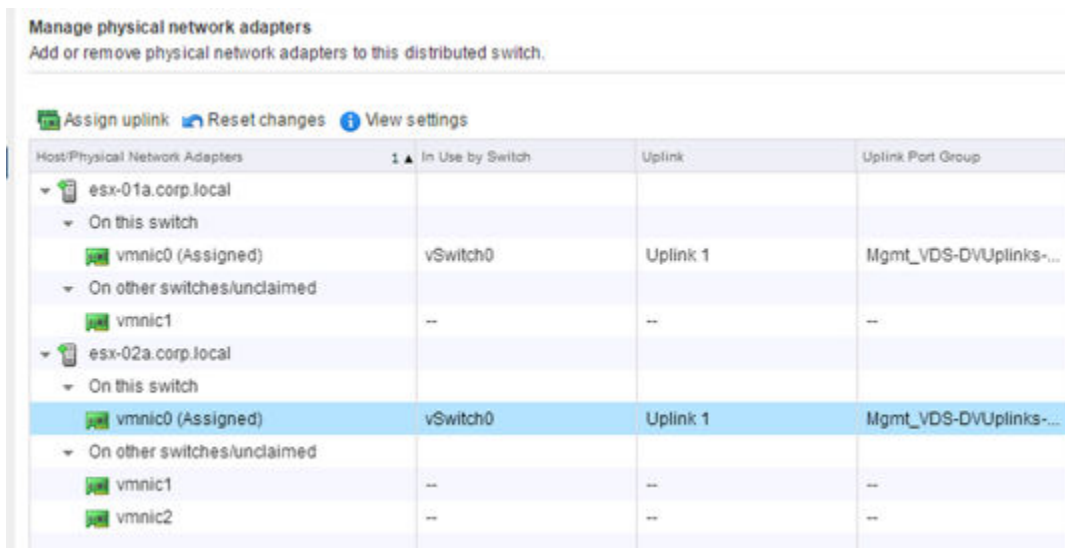 Manage physical network adapters
Add or remove physical network adapters to this distributed switch.
Assign uplink Reset changes View settings
Host/Physical Network Adapters 1 ▲ In Use by Switch Uplink Uplink Port Group
esx-01a.corp.local
On this switch
vmnic0 (Assigned) vSwitch0 Uplink 1 Mgmt_VDS-DVUplinks-...
On other switches/unclaimed
vmnic1 -- -- --
esx-02a.corp.local
On this switch
vmnic0 (Assigned) vSwitch0 Uplink 1 Mgmt_VDS-DVUplinks-...
On other switches/unclaimed
vmnic1 -- -- --
vmnic2 -- -- --